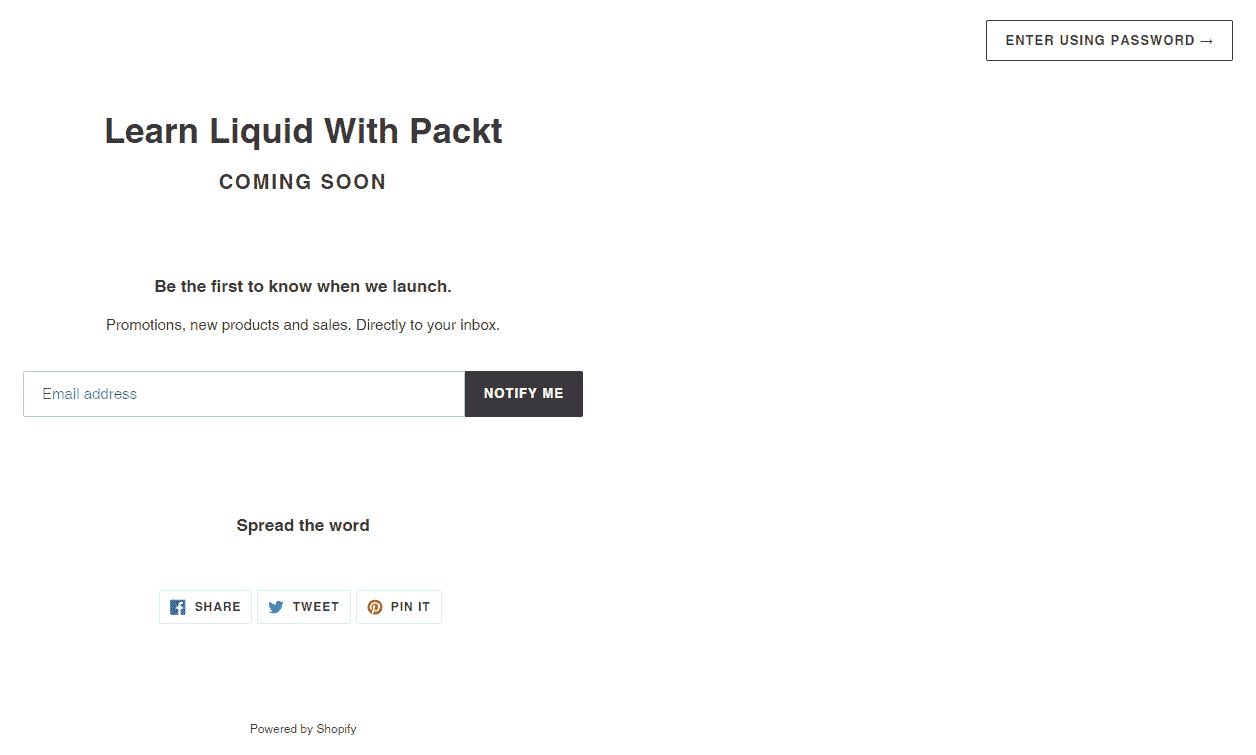 ENTER USING PASSWORD →
Learn Liquid With Packt
COMING SOON
Be the first to know when we launch.
Promotions, new products and sales. Directly to your inbox.
Email address NOTIFY ME
Spread the word
SHARE TWEET PIN IT
Powered by Shopify